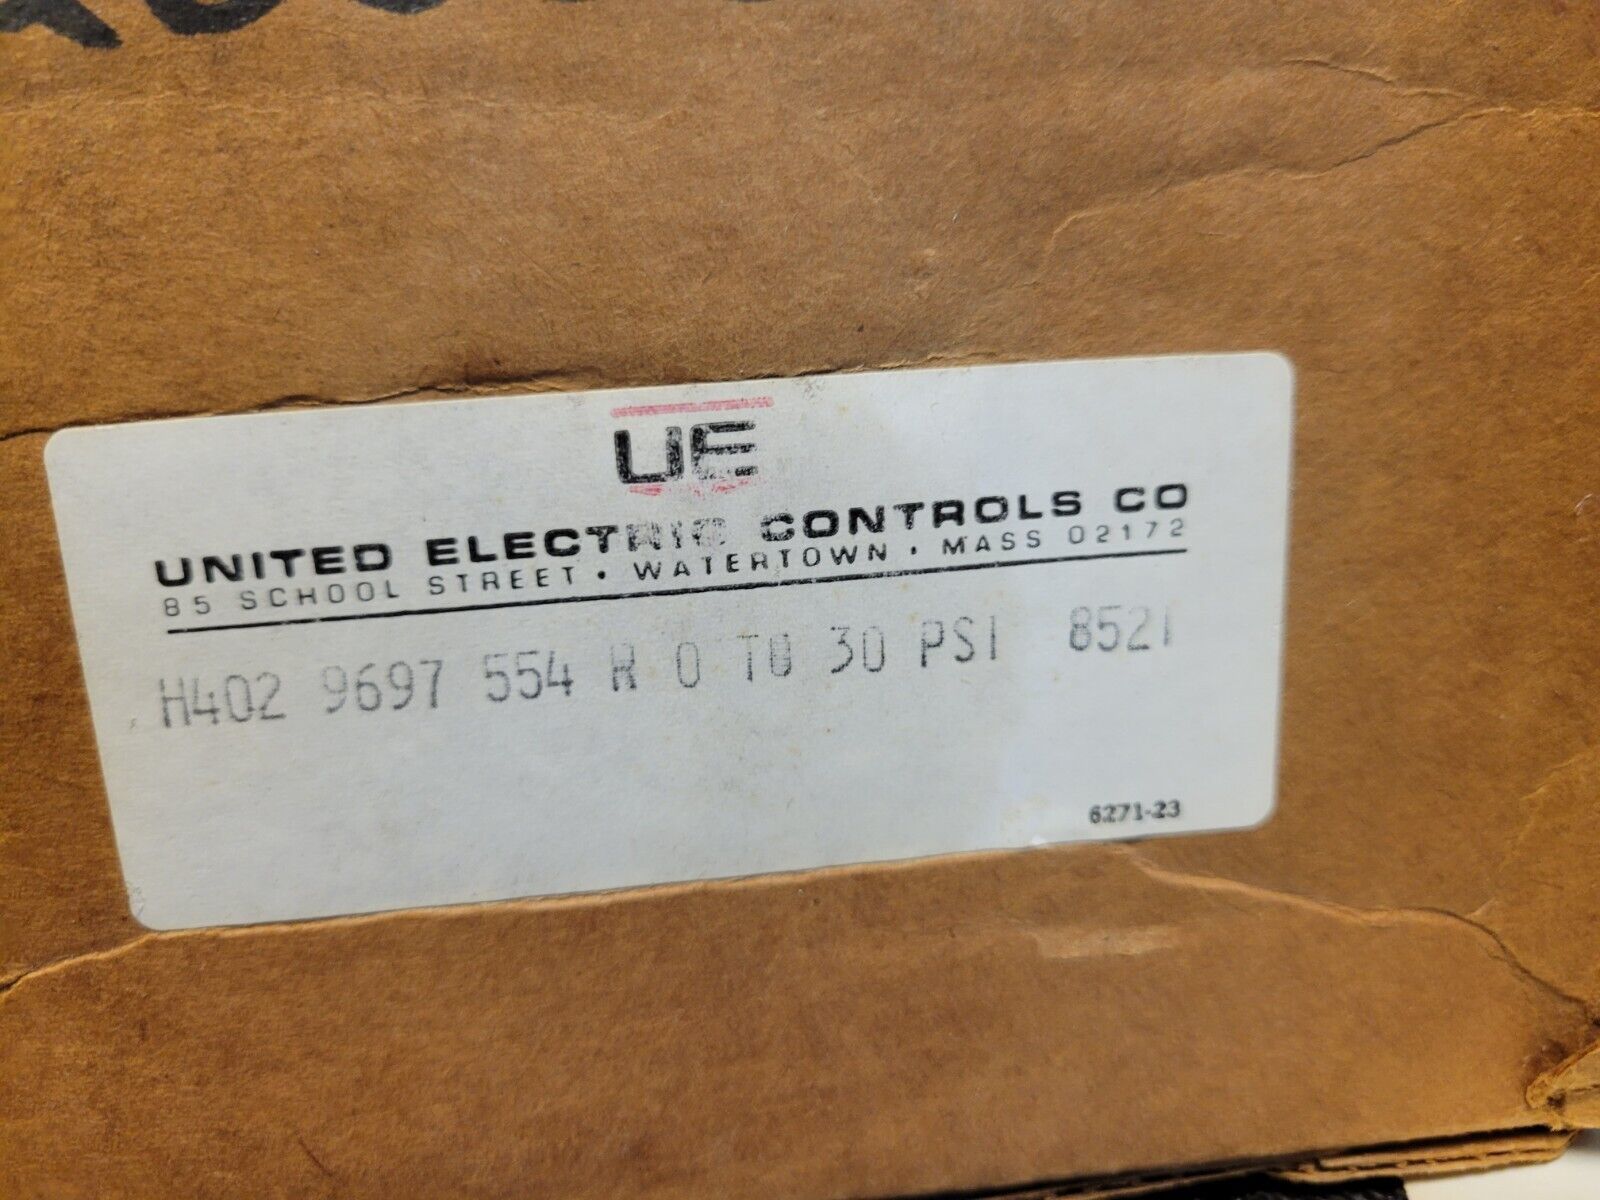 UE
UNITED ELECTRIC CONTROLS CO
85 SCHOOL STREET • WATERTOWN • MASS 02172
H402 9697 554 R 0 TO 30 PSI 8521
6271-23